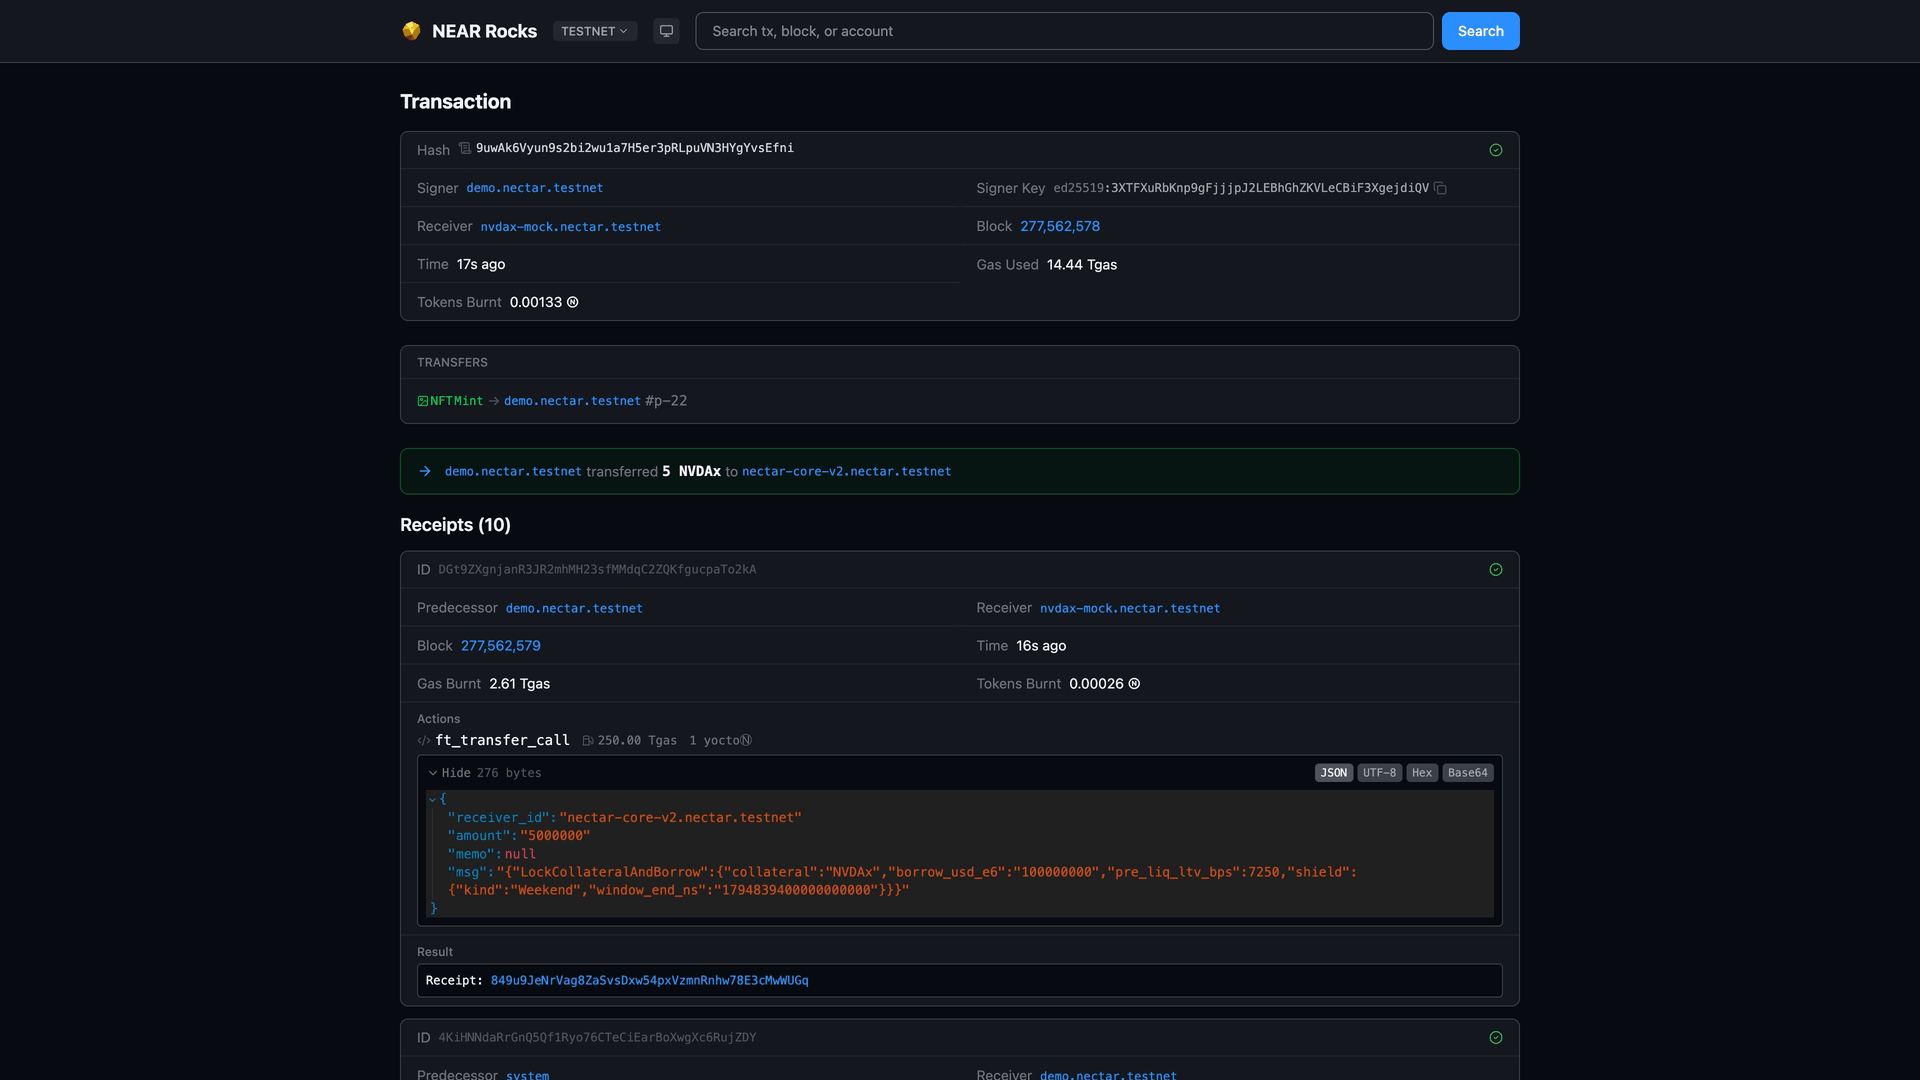 NEAR Rocks
TESTNET
Search tx, block, or account
Search
Transaction
Hash 9uwAk6Vyun9s2bi2wu1a7H5er3pRLpuVN3HYgYvsEfni
Signer demo.nectar.testnet
Signer Key ed25519:3XTFXuRbKnp9gFjjjpJ2LEBhGhZKVLeCBiF3XgejdiQV
Receiver nvdax-mock.nectar.testnet
Block 277,562,578
Time 17s ago
Gas Used 14.44 Tgas
Tokens Burnt 0.00133 Ⓝ
TRANSFERS
NFT Mint → demo.nectar.testnet #p-22
→ demo.nectar.testnet transferred 5 NVDAx to nectar-core-v2.nectar.testnet
Receipts (10)
ID DGt9ZXgnjanR3JR2mhMH23sfMMdqC2ZQKfgucpaTo2kA
Predecessor demo.nectar.testnet
Receiver nvdax-mock.nectar.testnet
Block 277,562,579
Time 16s ago
Gas Burnt 2.61 Tgas
Tokens Burnt 0.00026 Ⓝ
Actions
</> ft_transfer_call 250.00 Tgas 1 yoctoⓃ
Hide 276 bytes
JSON UTF-8 Hex Base64
{
"receiver_id":"nectar-core-v2.nectar.testnet"
"amount":"5000000"
"memo":null
"msg":"{"LockCollateralAndBorrow":{"collateral":"NVDAx","borrow_usd_e6":"100000000","pre_liq_ltv_bps":7250,"shield":
{"kind":"Weekend","window_end_ns":"1794839400000000000"}}}"
}
Result
Receipt: 849u9JeNrVag8ZaSvsDxw54pxVzmnRnhw78E3cMwWUGq
ID 4KiHNNdaRrGnQ5Qf1Ryo76CTeCiEarBoXwgXc6RujZDY
Predecessor system
Receiver demo.nectar.testnet